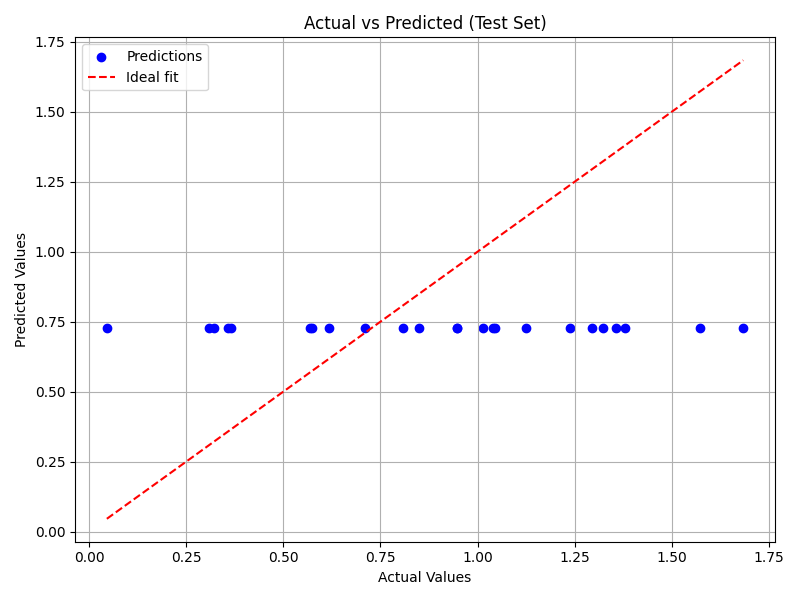 Actual vs Predicted (Test Set)
Predictions
Ideal fit
1.75
1.50
1.25
1.00
0.75
0.50
0.25
0.00
Predicted Values
0.00 0.25 0.50 0.75 1.00 1.25 1.50 1.75
Actual Values